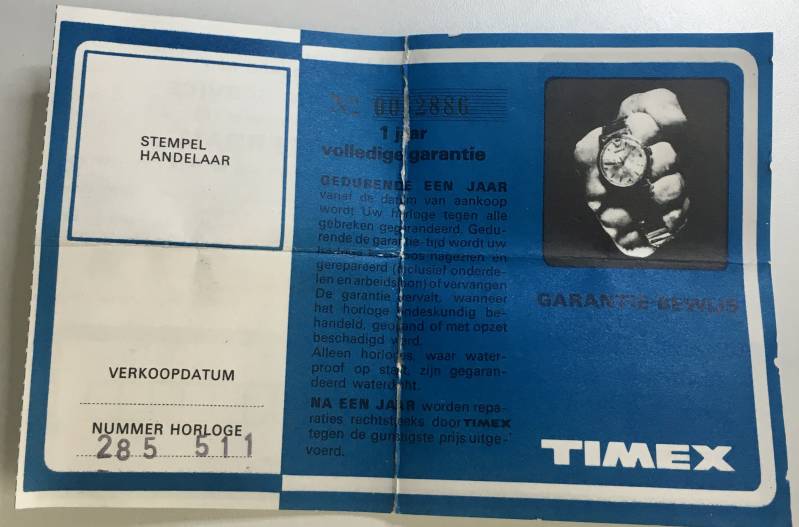 STEMPEL
HANDELAAR
VERKOOPDATUM
NUMMER HORLOGE
285 511
1 jaar
volledige garantie
GEDURENDE EEN JAAR
vanaf de datum van aankoop
wordt Uw horloge tegen alle
gebreken gegarandeerd. Gedu-
rende de garantie-tijd wordt uw
horloge nagezien en
gerepareerd (inclusief onderde-
len en arbeidsloon) of vervangen
De garantie vervalt, wanneer
het horloge ondeskundig be-
handeld, geopend of met opzet
beschadigd werd.
Alleen horloges, waar water-
proof op staat, zijn gegaran-
deerd waterdicht.
NA EEN JAAR worden repa-
raties rechtstreeks door TIMEX
tegen de gunstigste prijs uitge-
voerd.
GARANTIE-BEWIJS
TIMEX